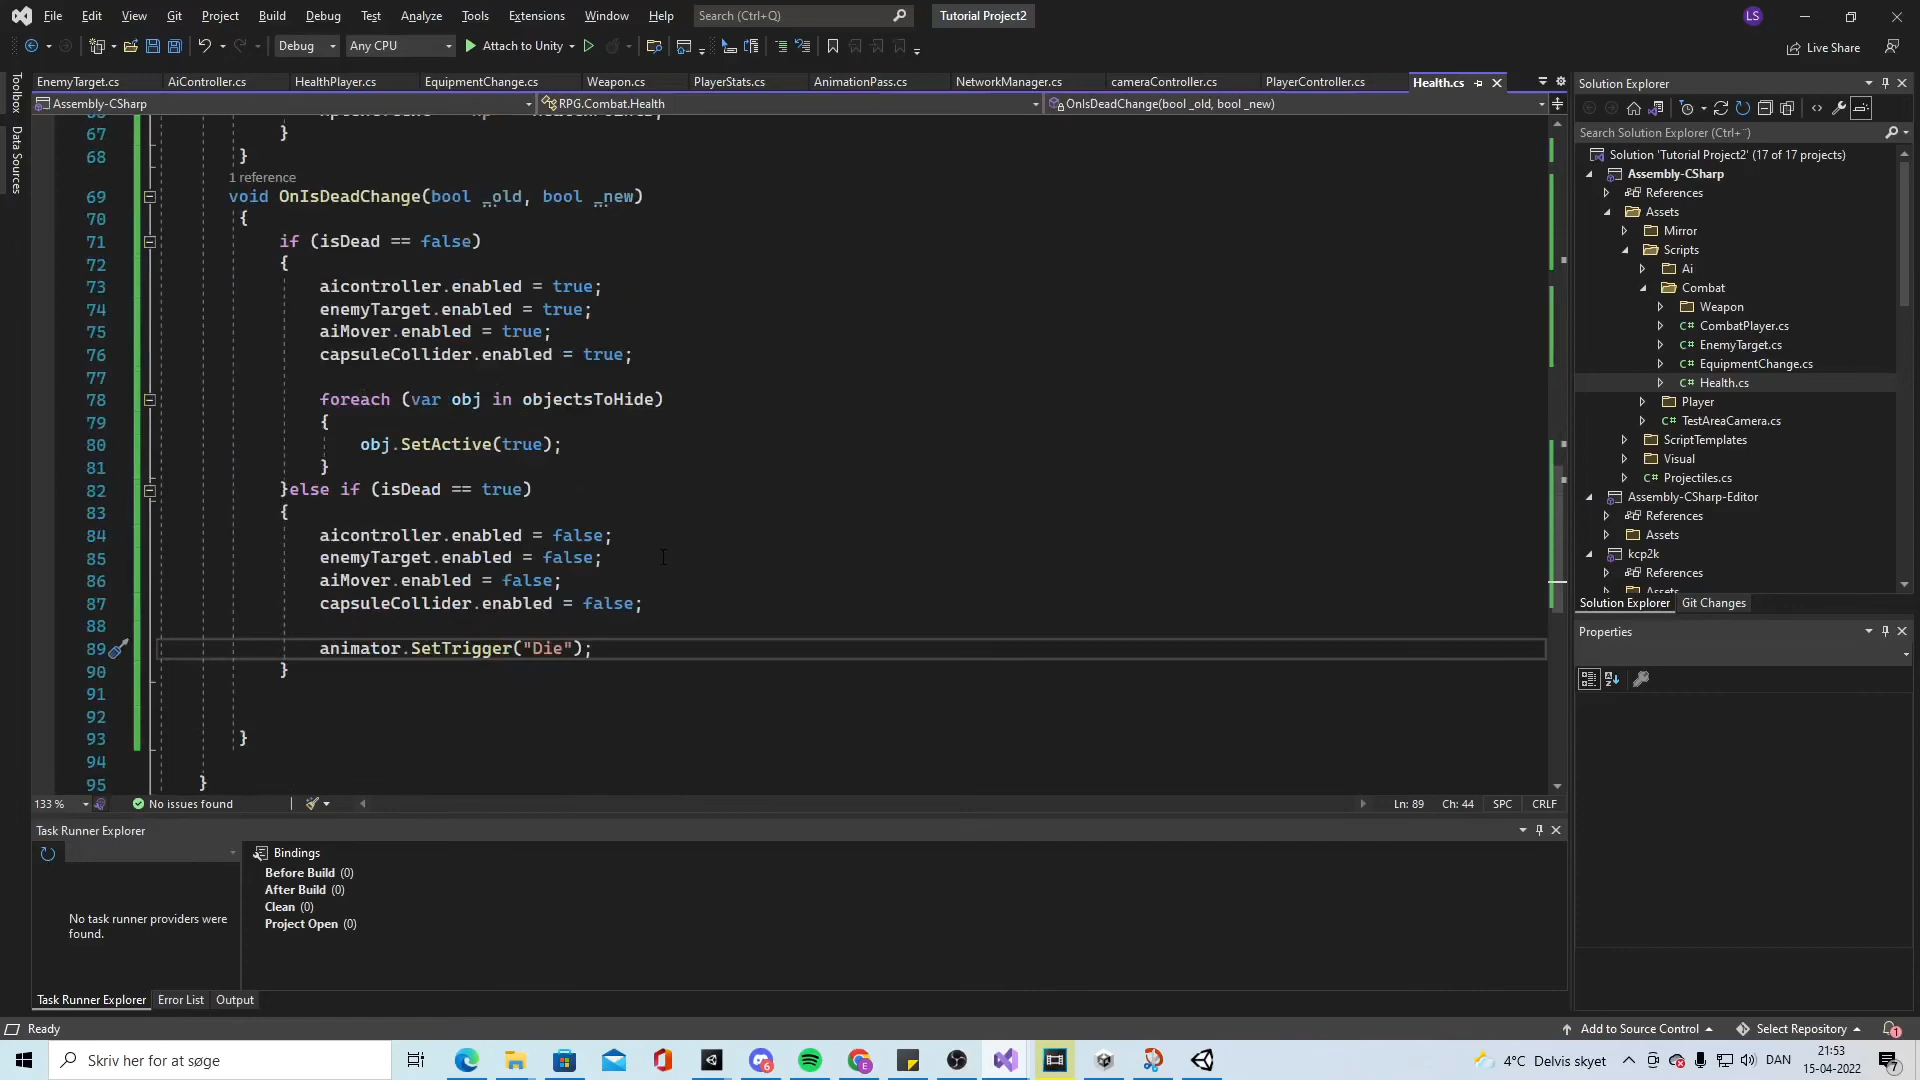 File Edit View Git Project Build Debug Test Analyze Tools Extensions Window Help Search (Ctrl+Q) Tutorial Project2 LS
Debug Any CPU Attach to Unity Live Share
EnemyTarget.cs AiController.cs HealthPlayer.cs EquipmentChange.cs Weapon.cs PlayerStats.cs AnimationPass.cs NetworkManager.cs cameraController.cs PlayerController.cs Health.cs
Assembly-CSharp RPG.Combat.Health OnIsDeadChange(bool _old, bool _new)
67 }
68 }
1 reference
69 void OnIsDeadChange(bool _old, bool _new)
70 {
71 if (isDead == false)
72 {
73 aicontroller.enabled = true;
74 enemyTarget.enabled = true;
75 aiMover.enabled = true;
76 capsuleCollider.enabled = true;
77
78 foreach (var obj in objectsToHide)
79 {
80 obj.SetActive(true);
81 }
82 }else if (isDead == true)
83 {
84 aicontroller.enabled = false;
85 enemyTarget.enabled = false;
86 aiMover.enabled = false;
87 capsuleCollider.enabled = false;
88
89 animator.SetTrigger("Die");
90 }
91
92
93 }
94
95 }
133 % No issues found Ln: 89 Ch: 44 SPC CRLF
Toolbox
Data Sources
Solution Explorer
Search Solution Explorer (Ctrl+¨)
Solution 'Tutorial Project2' (17 of 17 projects)
Assembly-CSharp
References
Assets
Mirror
Scripts
Ai
Combat
Weapon
C# CombatPlayer.cs
C# EnemyTarget.cs
C# EquipmentChange.cs
C# Health.cs
Player
C# TestAreaCamera.cs
ScriptTemplates
Visual
C# Projectiles.cs
Assembly-CSharp-Editor
References
Assets
kcp2k
References
Assets
Solution Explorer Git Changes
Properties
Task Runner Explorer
Bindings
Before Build (0)
After Build (0)
Clean (0)
Project Open (0)
No task runner providers were
found.
Task Runner Explorer Error List Output
Ready Add to Source Control Select Repository 1
Skriv her for at søge 6 4°C Delvis skyet DAN 21:53
15-04-2022 7